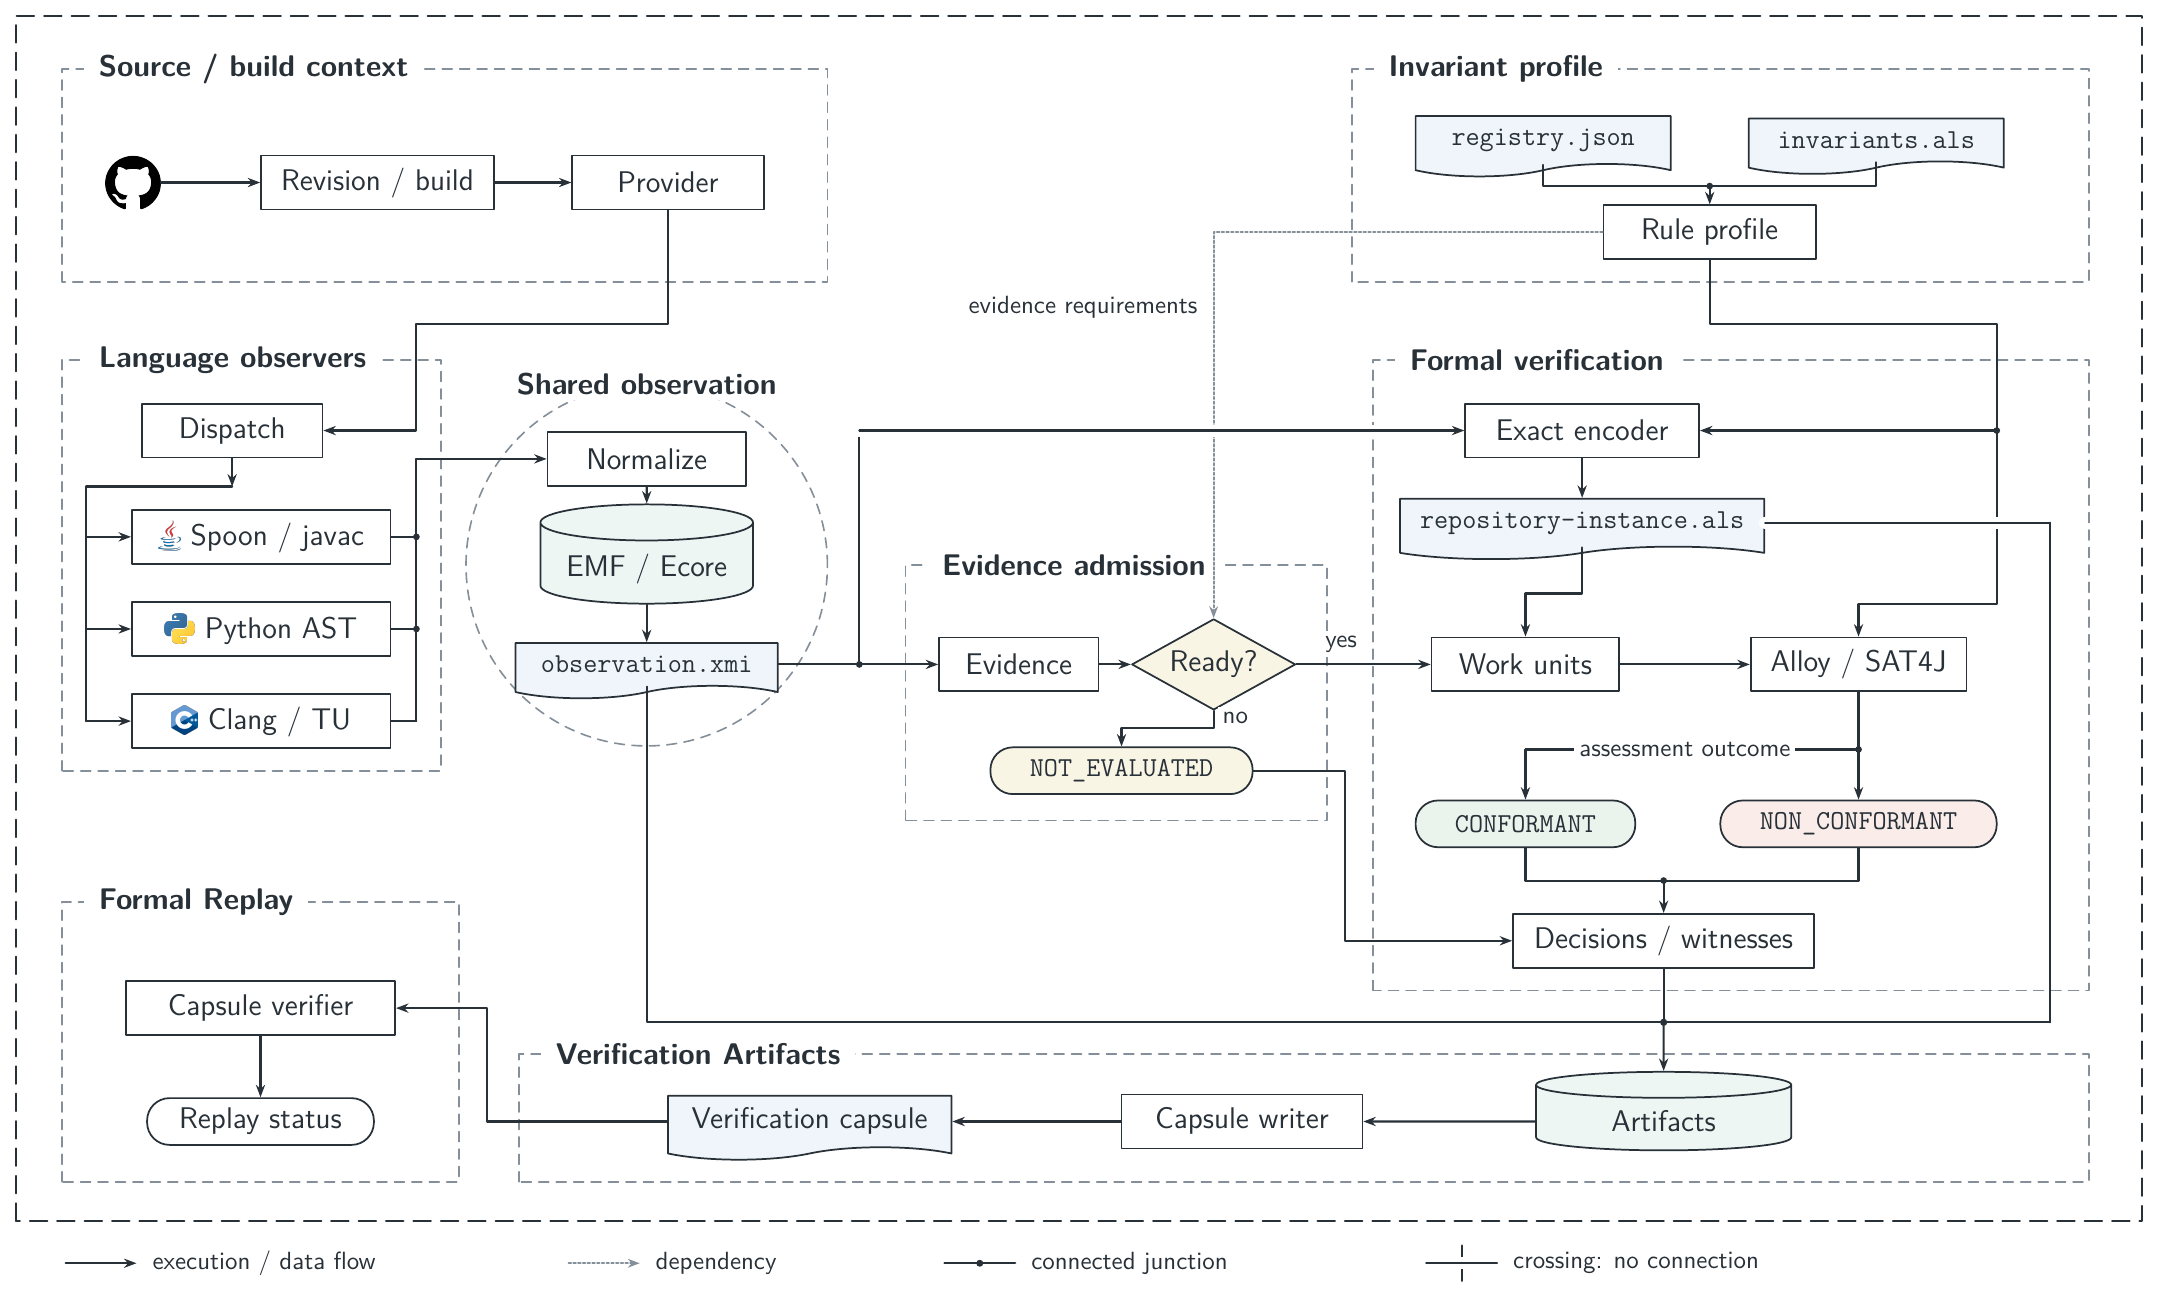 Source / build context
Revision / build
Provider
Invariant profile
registry.json
invariants.als
Rule profile
evidence requirements
Language observers
Dispatch
Spoon / javac
Python AST
Clang / TU
Shared observation
Normalize
EMF / Ecore
observation.xmi
Evidence admission
Evidence
Ready?
yes
no
NOT_EVALUATED
Formal verification
Exact encoder
repository-instance.als
Work units
Alloy / SAT4J
assessment outcome
CONFORMANT
NON_CONFORMANT
Decisions / witnesses
Formal Replay
Capsule verifier
Replay status
Verification Artifacts
Verification capsule
Capsule writer
Artifacts
execution / data flow
dependency
connected junction
crossing: no connection